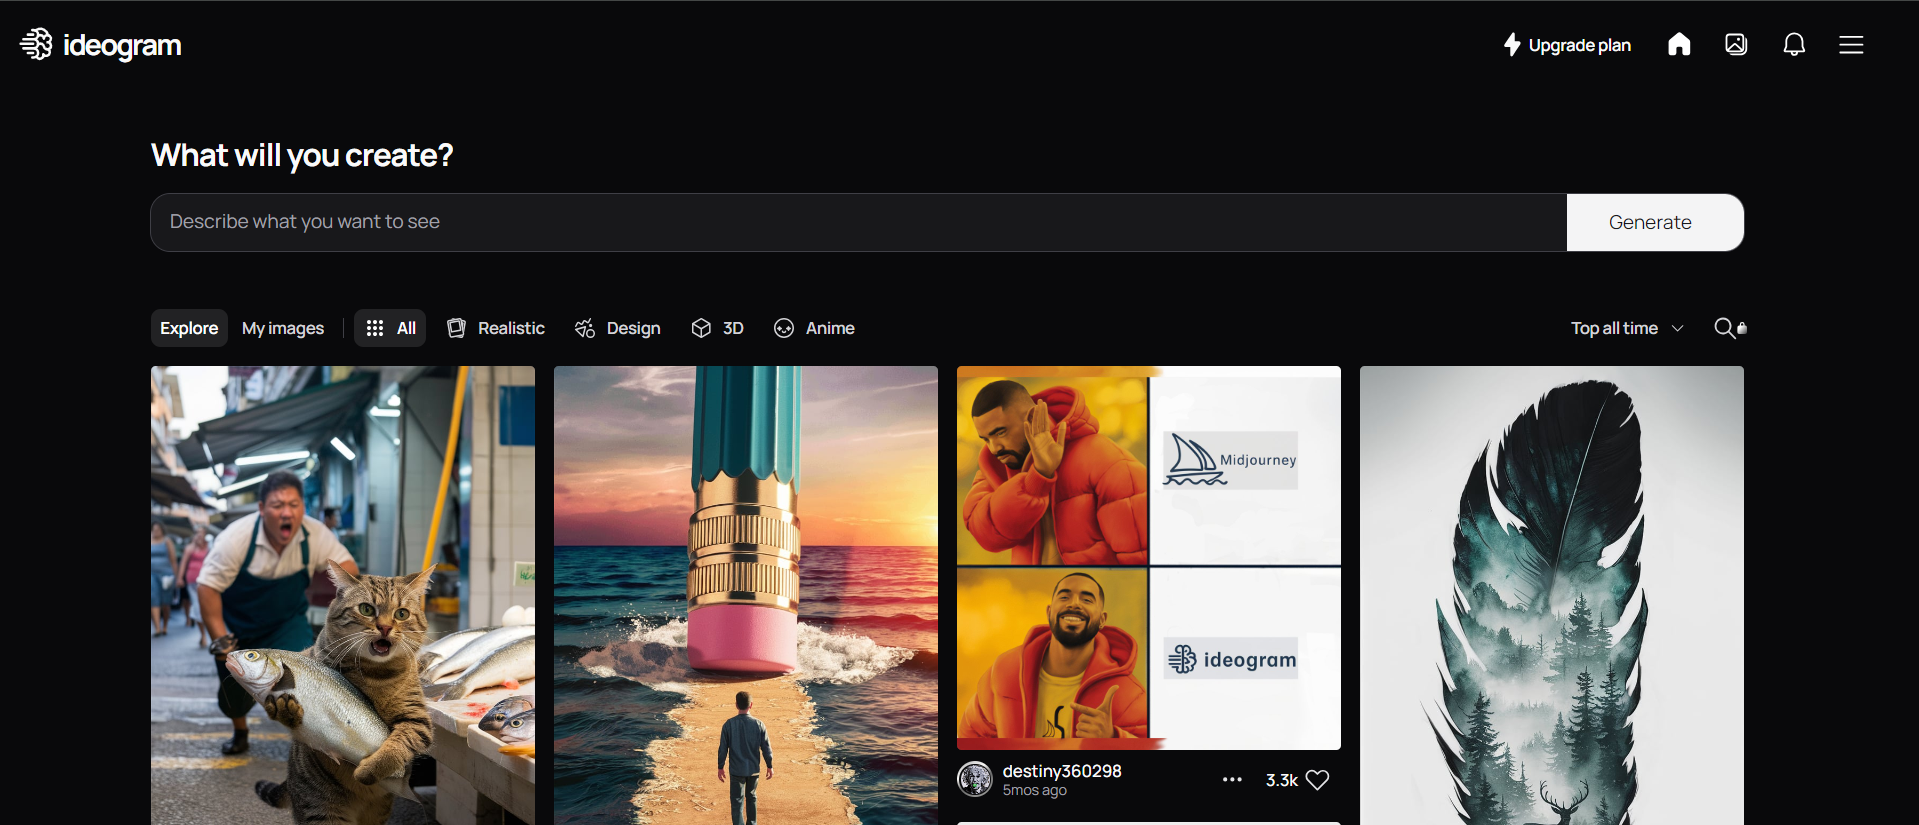 ideogram
Upgrade plan
What will you create?
Describe what you want to see
Generate
Explore
My images
All
Realistic
Design
3D
Anime
Top all time
Midjourney
ideogram
destiny360298
5mos ago
3.3k